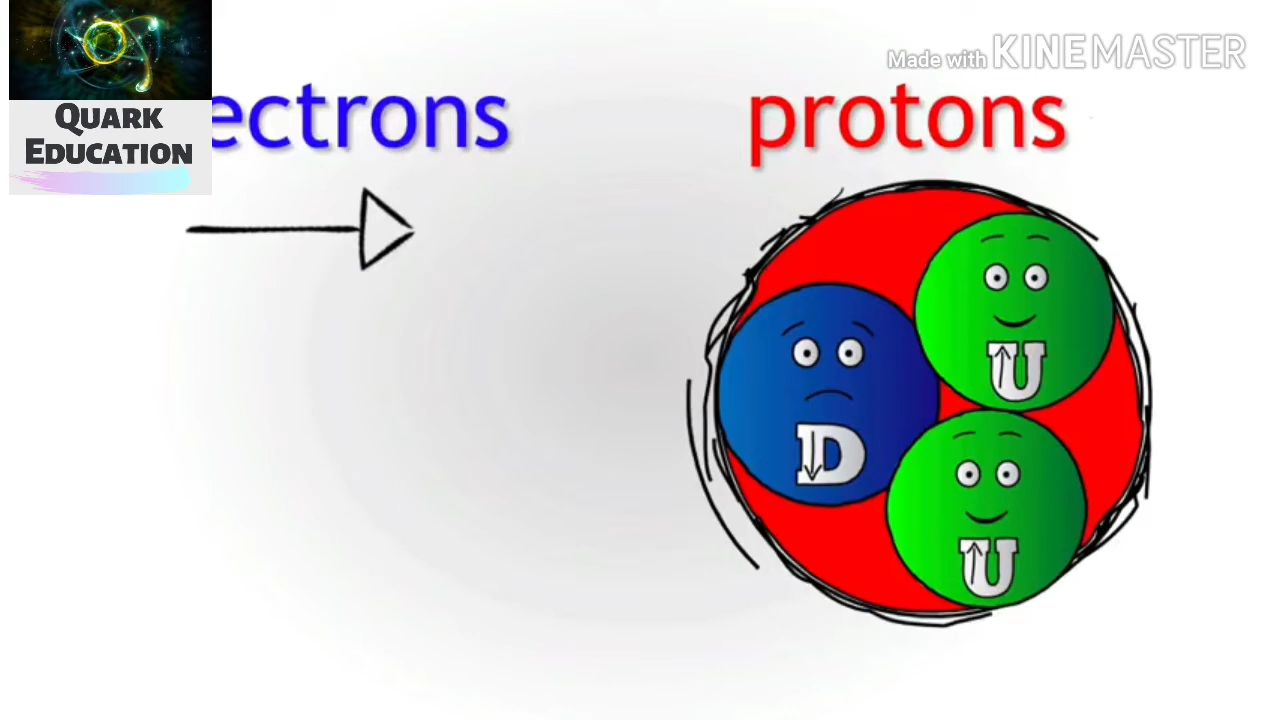 Made with KINEMASTER
QUARK
EDUCATION
ectrons
protons
U
D
U